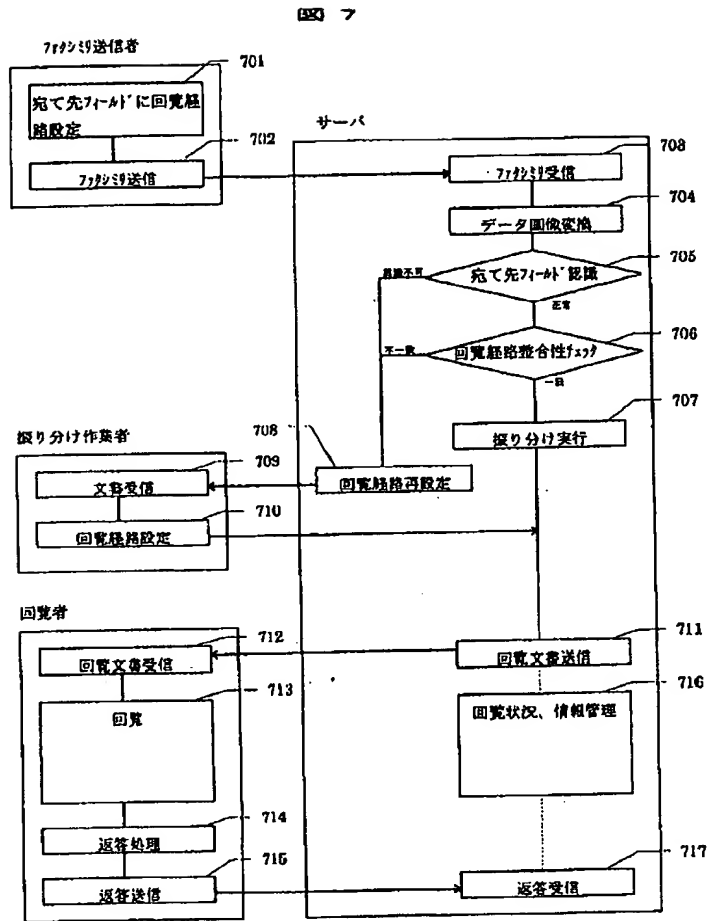 図 7
ファクシミリ送信者
701
宛て先フィールドに回覧経
路設定
702
ファクシミリ送信
サーバ
703
ファクシミリ受信
704
データ画像変換
705
宛て先フィールド認識
認識不可
正常
706
回覧経路整合性チェック
不一致
一致
707
振り分け実行
振り分け作業者
708
709
文書受信
回覧経路再設定
710
回覧経路設定
回覧者
711
712
回覧文書受信
回覧文書送信
713
716
回覧
回覧状況、情報管理
714
返答処理
715
717
返答送信
返答受信